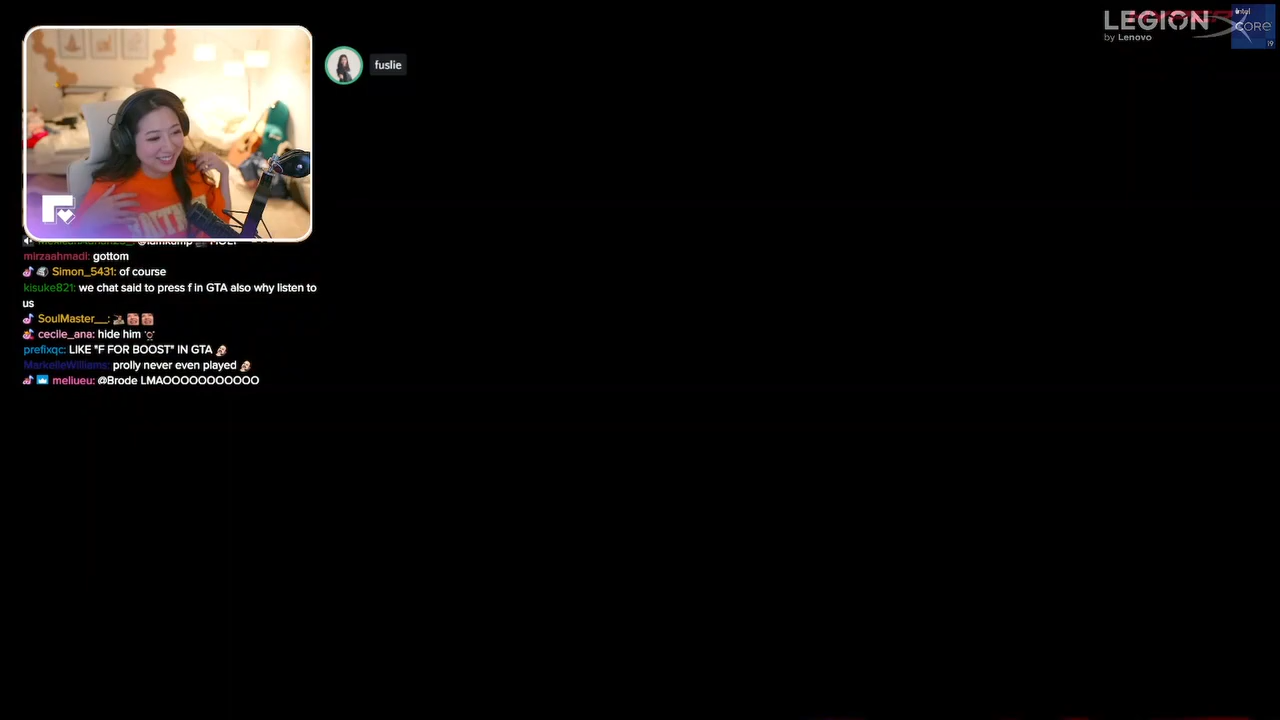 LEGION
by Lenovo
intel
CORE
i9
fuslie
mirzaahmadi: gottom
Simon_5431: of course
kisuke821: we chat said to press f in GTA also why listen to
us
SoulMaster__:
cecile_ana: hide him
prefixqc: LIKE "F FOR BOOST" IN GTA
MarkelleWilliams: prolly never even played
meliueu: @Brode LMAOOOOOOOOOOO